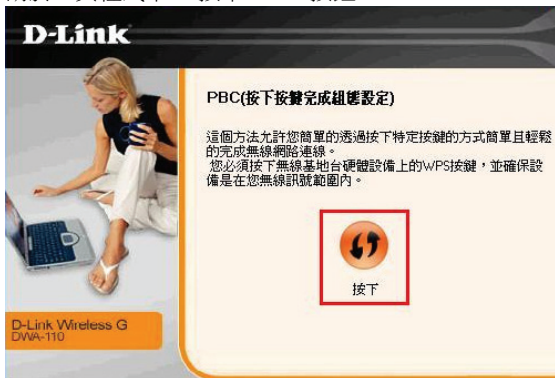 D-Link
PBC(按下按鍵完成組態設定)
這個方法允許您簡單的透過按下特定按鍵的方式簡單且輕鬆
的完成無線網路連線。
您必須按下無線基地台硬體設備上的WPS按鍵，並確保設
備是在您無線訊號範圍內。
按下
D-Link Wireless G
DWA-110